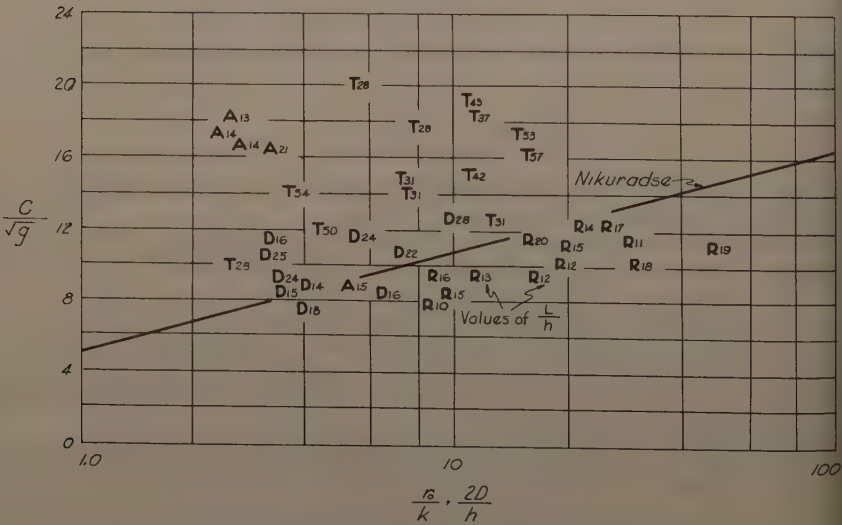 24
20
16
12
8
4
0
C
√g
T28
T43
T37
A13
A14
T28
T53
A14 A21
T57
T31
T42
T54
T31
Nikuradse
D28
T31
R14 R17
T50
D16
D24
R20
R11
R15
R19
D25
D22
T29
R12
R18
D24
D14
A15
R16
R13
R12
D15
D16
R15
D18
R10
Values of L/h
1.0
10
100
r₀/k , 2D/h